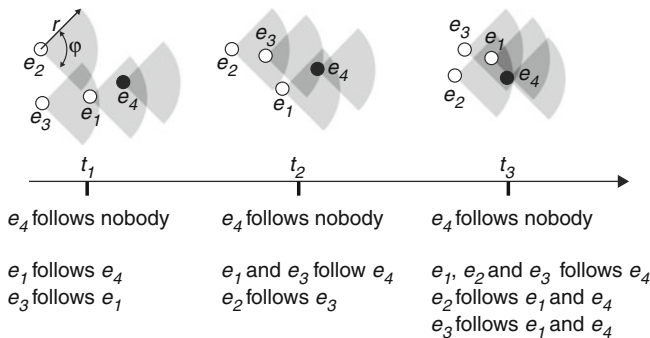 r
φ
e2
e3
e1
e4
e2
e3
e4
e1
e3
e1
e2
e4
t1
t2
t3
e4 follows nobody
e1 follows e4
e3 follows e1
e4 follows nobody
e1 and e3 follow e4
e2 follows e3
e4 follows nobody
e1, e2 and e3 follows e4
e2 follows e1 and e4
e3 follows e1 and e4